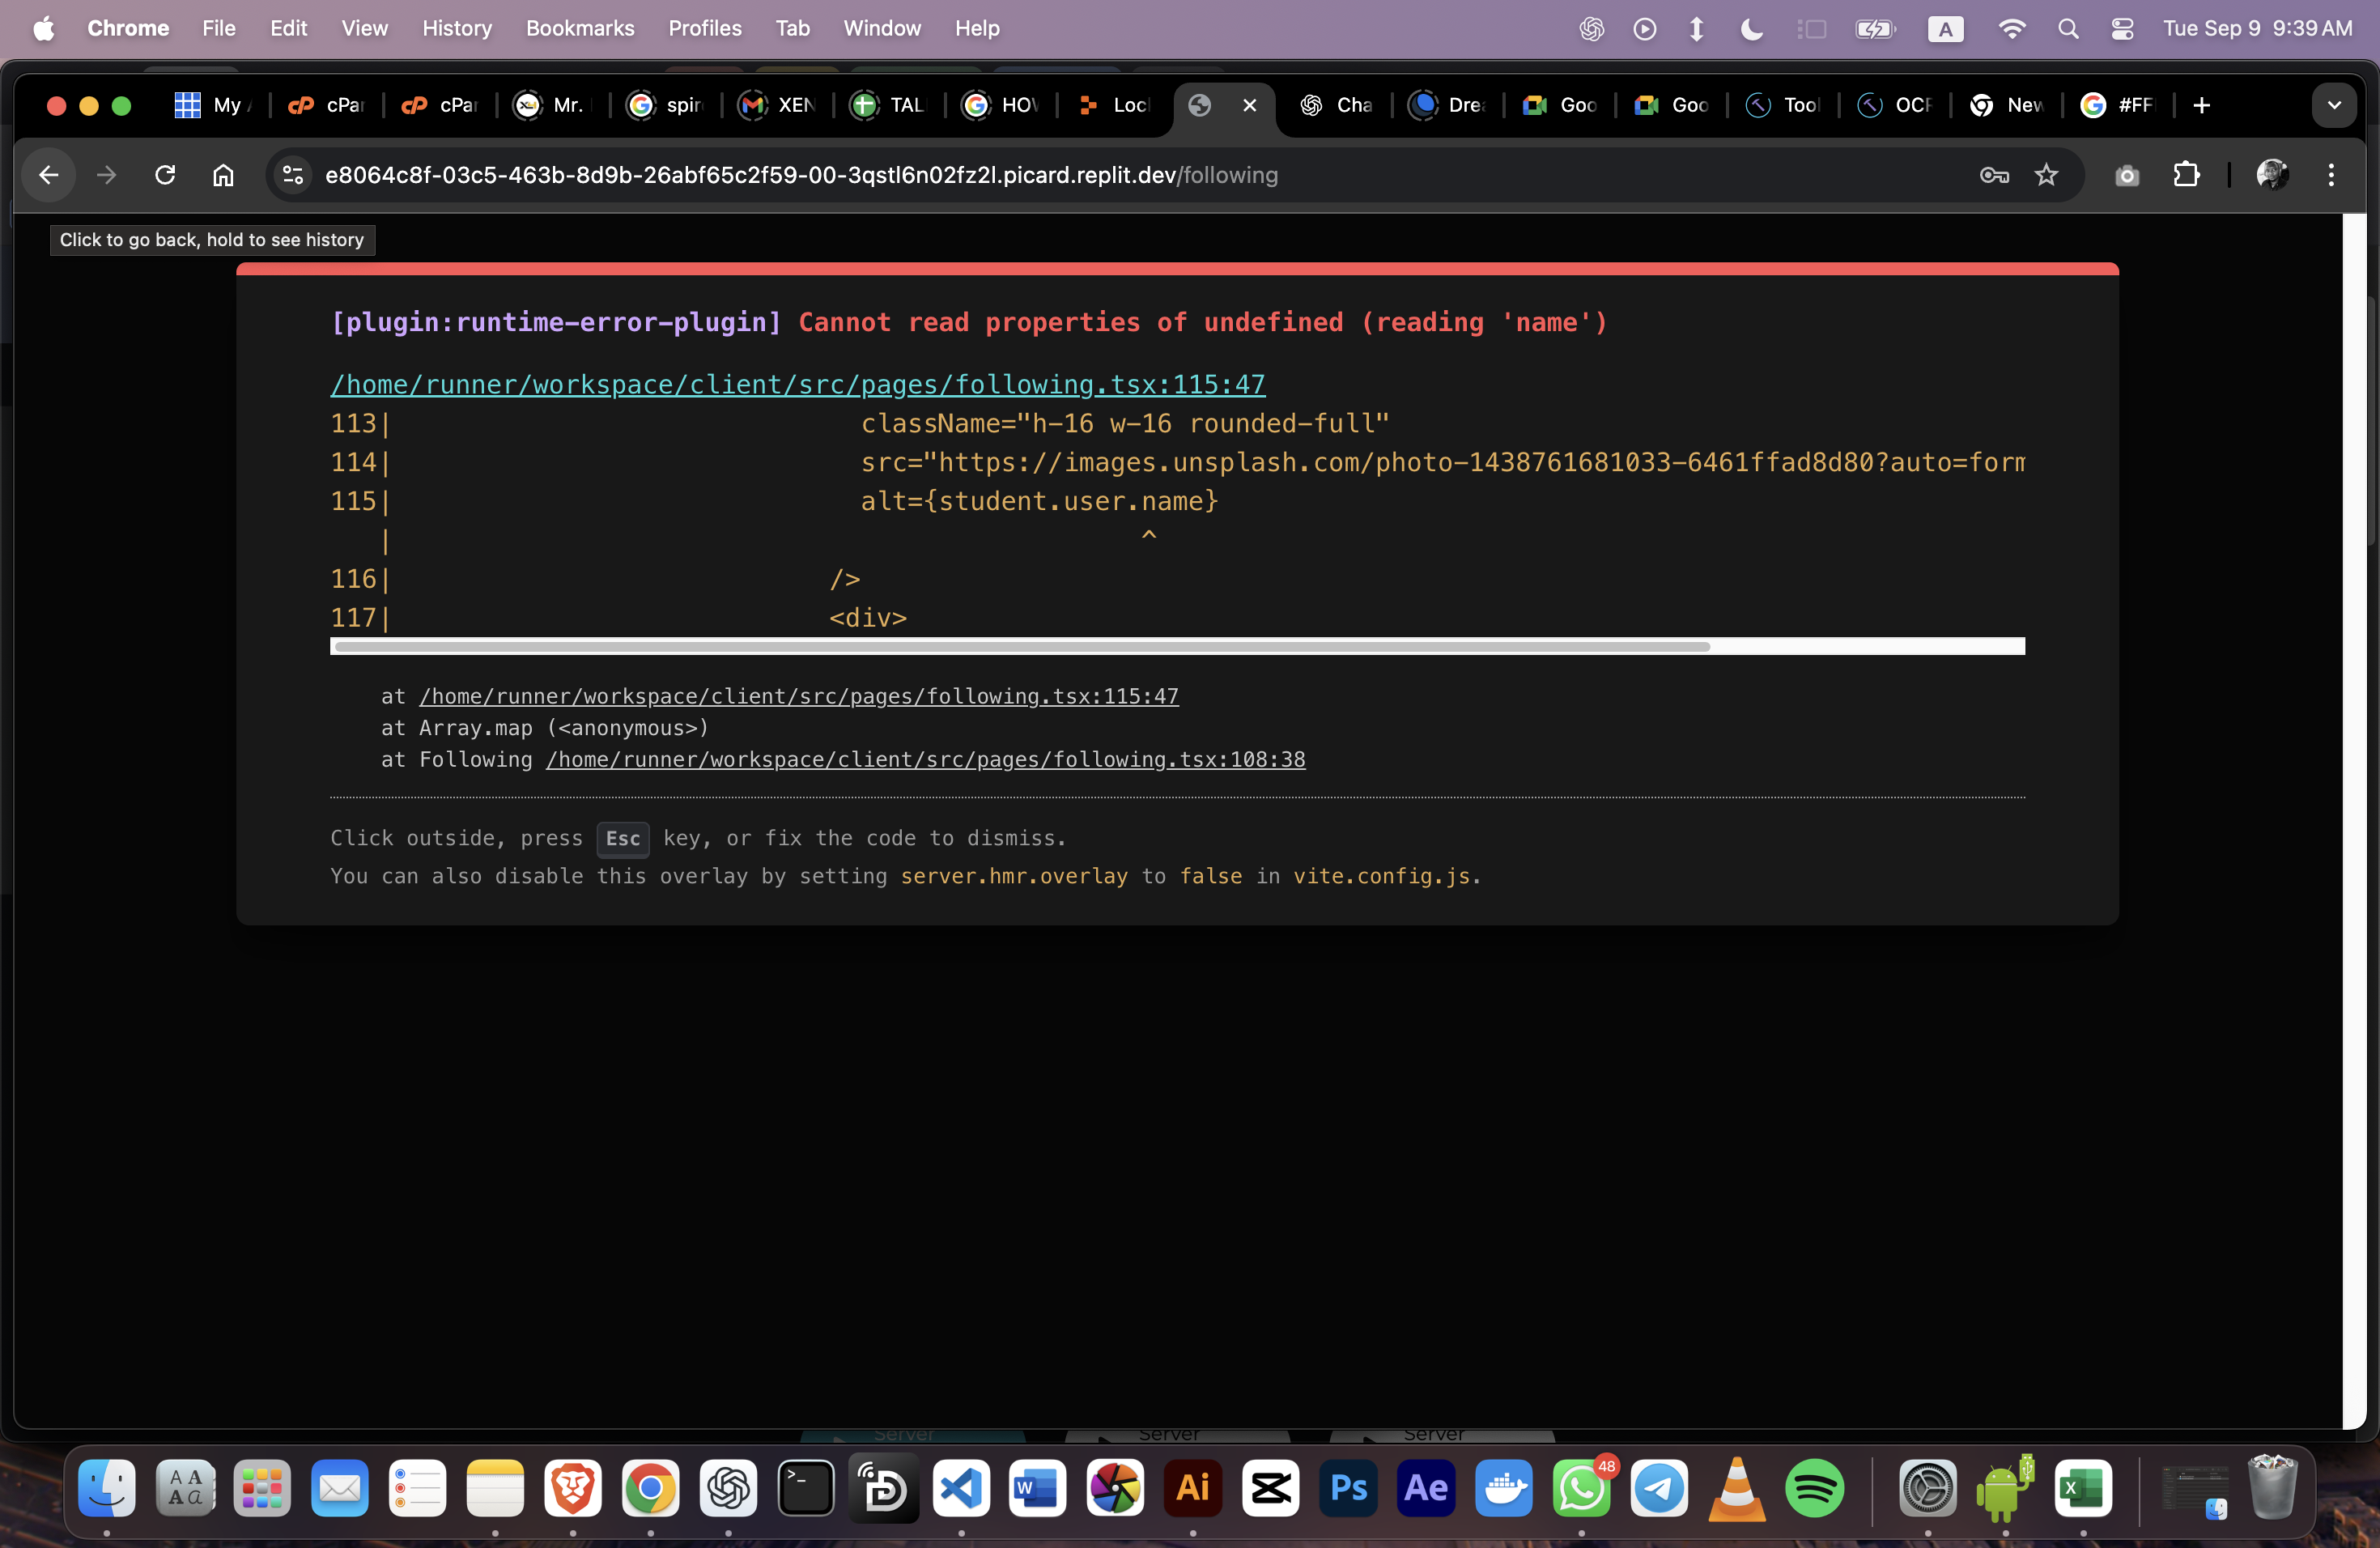 Chrome File Edit View History Bookmarks Profiles Tab Window Help A Tue Sep 9 9:39 AM
My A cPar cPar Mr. spir XEN TAL HOW Loc Cha Drea Goo Goo Tool OCR New #FF
e8064c8f-03c5-463b-8d9b-26abf65c2f59-00-3qstl6n02fz2l.picard.replit.dev/following
Click to go back, hold to see history
[plugin:runtime-error-plugin] Cannot read properties of undefined (reading 'name')
/home/runner/workspace/client/src/pages/following.tsx:115:47
113| className="h-16 w-16 rounded-full"
114| src="https://images.unsplash.com/photo-1438761681033-6461ffad8d80?auto=form
115| alt={student.user.name}
| ^
116| />
117| <div>
at /home/runner/workspace/client/src/pages/following.tsx:115:47
at Array.map (<anonymous>)
at Following /home/runner/workspace/client/src/pages/following.tsx:108:38
Click outside, press Esc key, or fix the code to dismiss.
You can also disable this overlay by setting server.hmr.overlay to false in vite.config.js.
Server Server Server
A A
A a >_ W Ai Ps Ae 48 X